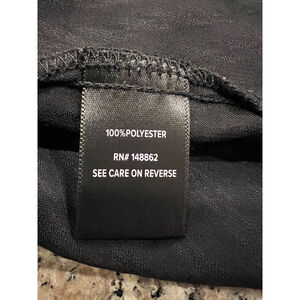 100%POLYESTER
RN# 148862
SEE CARE ON REVERSE